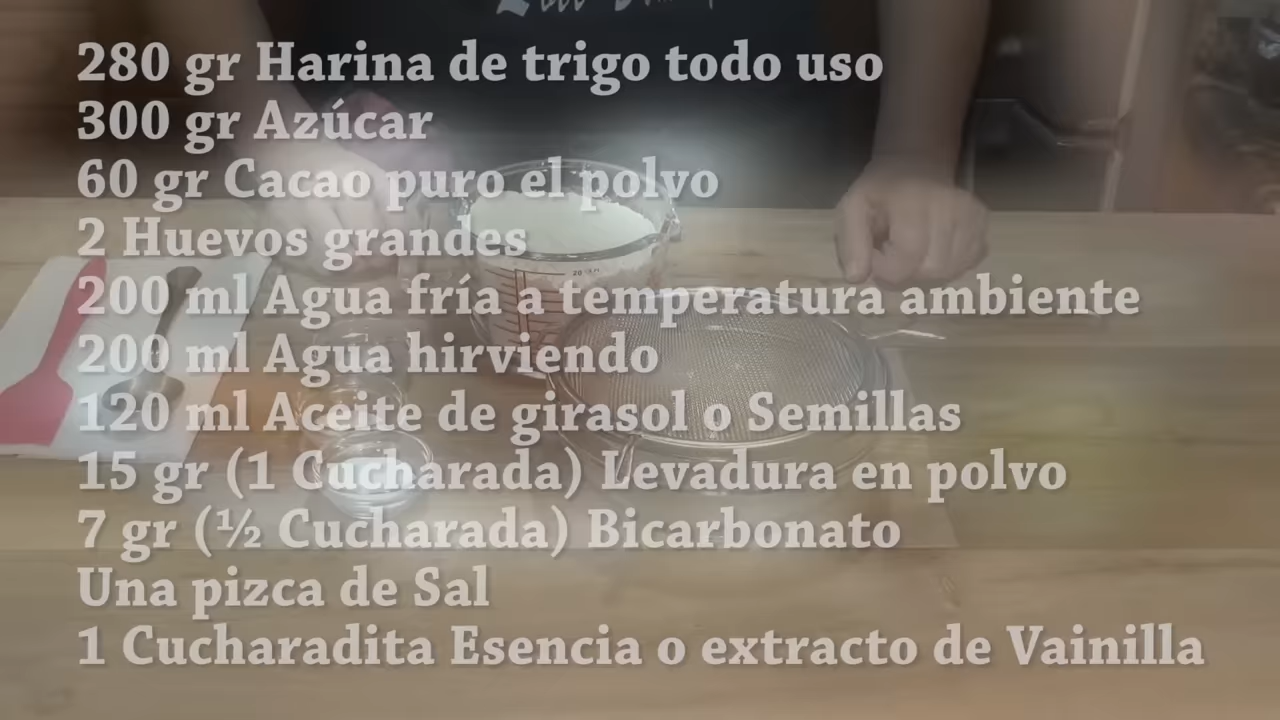 280 gr Harina de trigo todo uso
300 gr Azúcar
60 gr Cacao puro el polvo
2 Huevos grandes
200 ml Agua fría a temperatura ambiente
200 ml Agua hirviendo
120 ml Aceite de girasol o Semillas
15 gr (1 Cucharada) Levadura en polvo
7 gr (½ Cucharada) Bicarbonato
Una pizca de Sal
1 Cucharadita Esencia o extracto de Vainilla